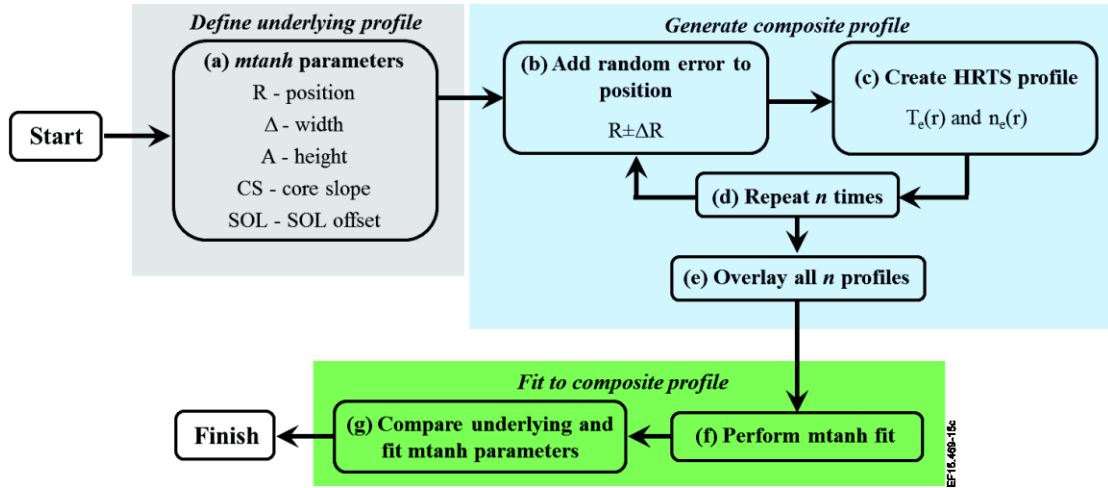 Define underlying profile
Generate composite profile
Start
(a) mtanh parameters
R - position
Δ - width
A - height
CS - core slope
SOL - SOL offset
(b) Add random error to
position
R±ΔR
(c) Create HRTS profile
Te(r) and ne(r)
(d) Repeat n times
(e) Overlay all n profiles
Fit to composite profile
Finish
(g) Compare underlying and
fit mtanh parameters
(f) Perform mtanh fit
EF15.469-15c